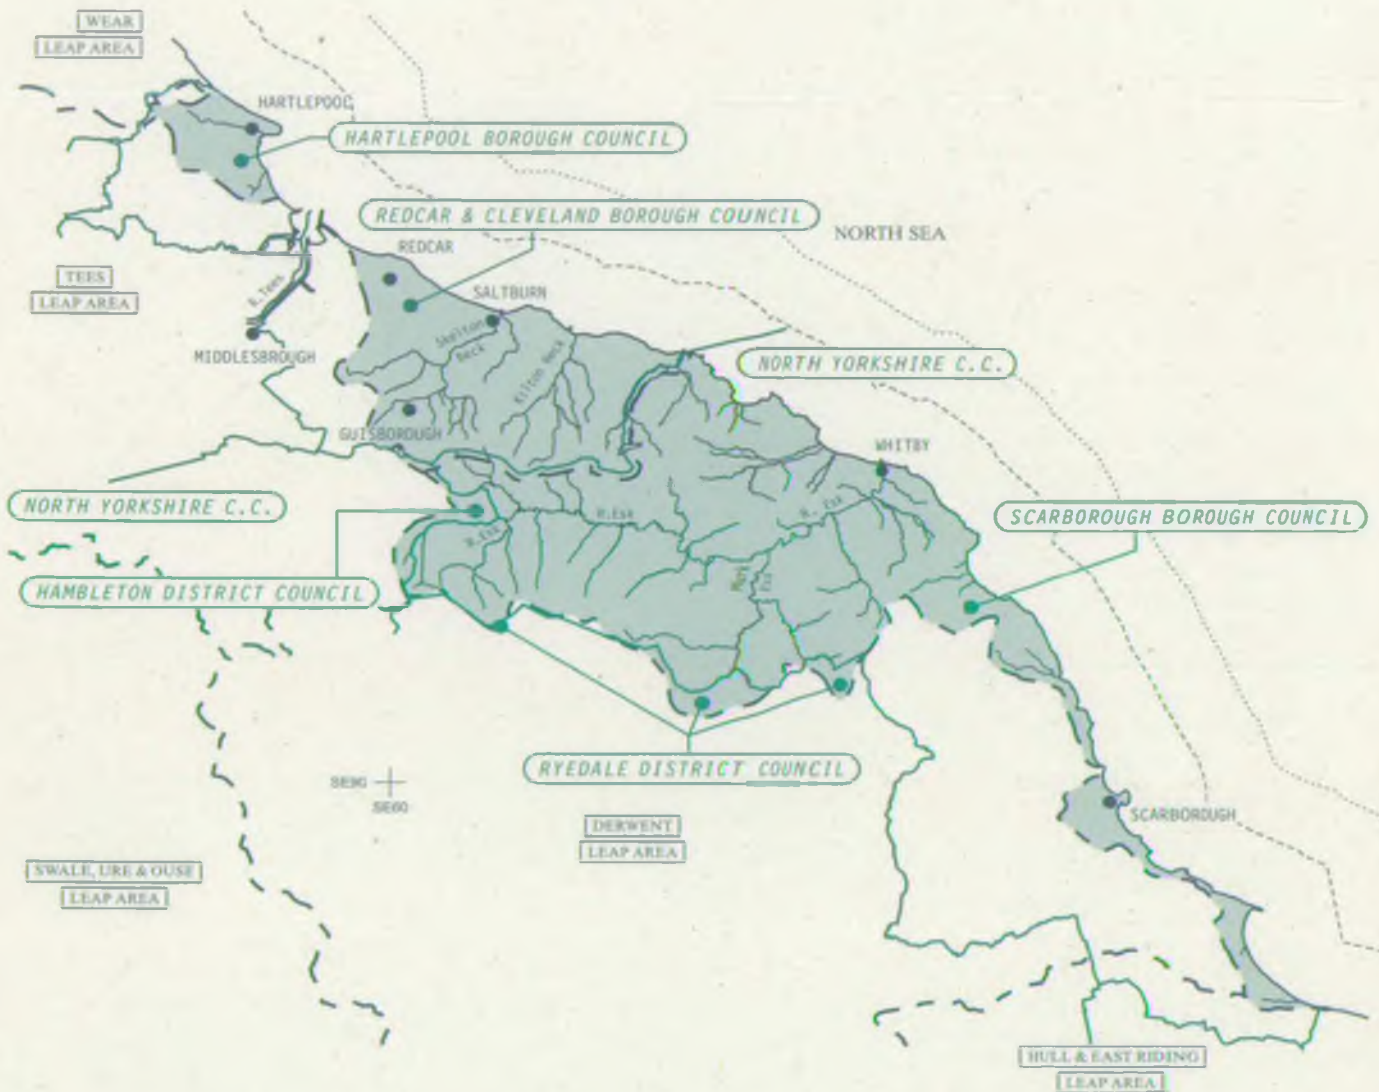 WEAR
LEAP AREA
HARTLEPOOL
HARTLEPOOL BOROUGH COUNCIL
REDCAR & CLEVELAND BOROUGH COUNCIL
NORTH SEA
REDCAR
TEES
LEAP AREA
R.Tees
SALTBURN
Skelton
Beck
MIDDLESBROUGH
Kilton Beck
NORTH YORKSHIRE C.C.
GUISBOROUGH
WHITBY
NORTH YORKSHIRE C.C.
R.Esk
R. Esk
SCARBOROUGH BOROUGH COUNCIL
R.Esk
HAMBLETON DISTRICT COUNCIL
Murk
Esk
RYEDALE DISTRICT COUNCIL
SE90
SE60
SCARBOROUGH
DERWENT
LEAP AREA
SWALE, URE & OUSE
LEAP AREA
HULL & EAST RIDING
LEAP AREA